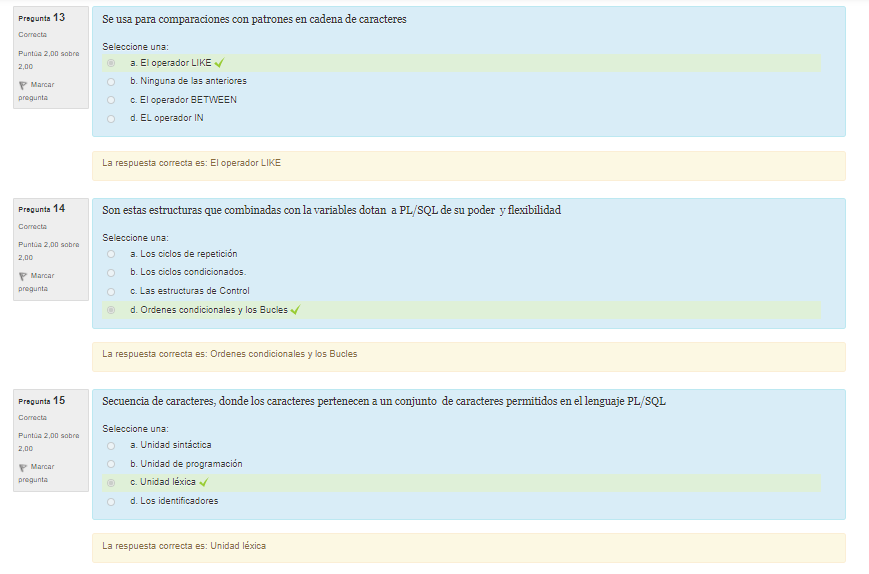 Pregunta 13
Correcta
Puntúa 2,00 sobre
2,00
Marcar
pregunta
Se usa para comparaciones con patrones en cadena de caracteres
Seleccione una:
a. El operador LIKE
b. Ninguna de las anteriores
c. El operador BETWEEN
d. EL operador IN
La respuesta correcta es: El operador LIKE
Pregunta 14
Correcta
Puntúa 2,00 sobre
2,00
Marcar
pregunta
Son estas estructuras que combinadas con la variables dotan a PL/SQL de su poder y flexibilidad
Seleccione una:
a. Los ciclos de repetición
b. Los ciclos condicionados.
c. Las estructuras de Control
d. Ordenes condicionales y los Bucles
La respuesta correcta es: Ordenes condicionales y los Bucles
Pregunta 15
Correcta
Puntúa 2,00 sobre
2,00
Marcar
pregunta
Secuencia de caracteres, donde los caracteres pertenecen a un conjunto de caracteres permitidos en el lenguaje PL/SQL
Seleccione una:
a. Unidad sintáctica
b. Unidad de programación
c. Unidad léxica
d. Los identificadores
La respuesta correcta es: Unidad léxica